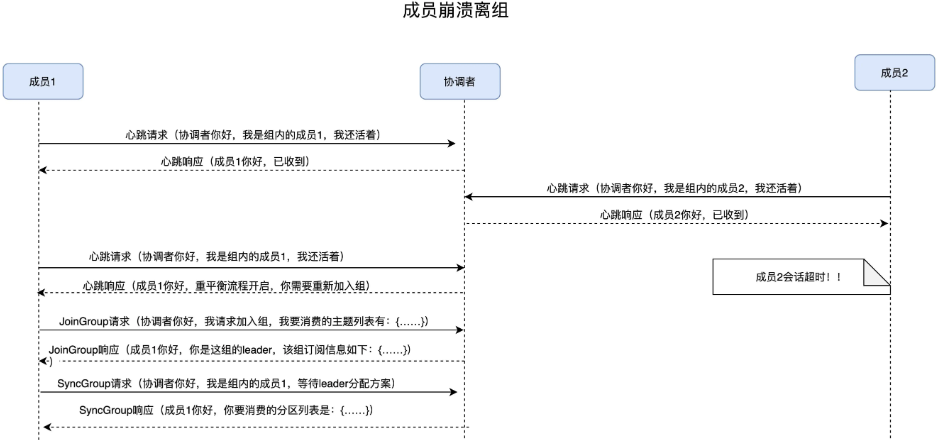 成员崩溃离组
成员1
协调者
成员2
心跳请求（协调者你好，我是组内的成员1，我还活着）
心跳响应（成员1你好，已收到）
心跳请求（协调者你好，我是组内的成员2，我还活着）
心跳响应（成员2你好，已收到）
心跳请求（协调者你好，我是组内的成员1，我还活着）
成员2会话超时！！
心跳响应（成员1你好，重平衡流程开启，你需要重新加入组）
JoinGroup请求（协调者你好，我请求加入组，我要消费的主题列表有：{……}）
JoinGroup响应（成员1你好，你是这组的leader，该组订阅信息如下：{……}）
)
SyncGroup请求（协调者你好，我是组内的成员1，等待leader分配方案）
SyncGroup响应（成员1你好，你要消费的分区列表是：{……}）